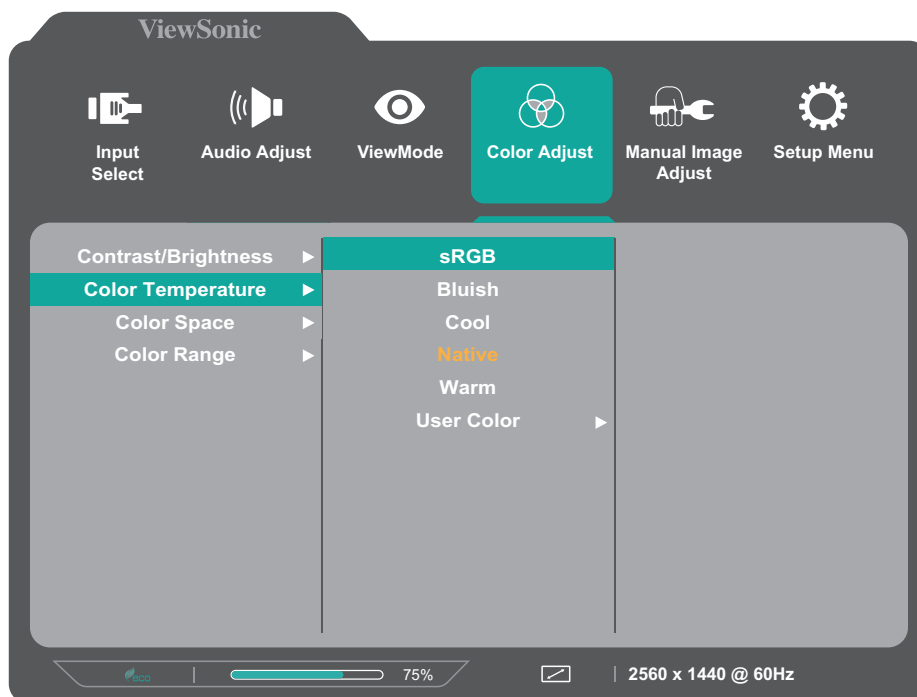 ViewSonic
Input
Select
Audio Adjust
ViewMode
Color Adjust
Manual Image
Adjust
Setup Menu
Contrast/Brightness
Color Temperature
Color Space
Color Range
sRGB
Bluish
Cool
Native
Warm
User Color
eco
75%
2560 x 1440 @ 60Hz